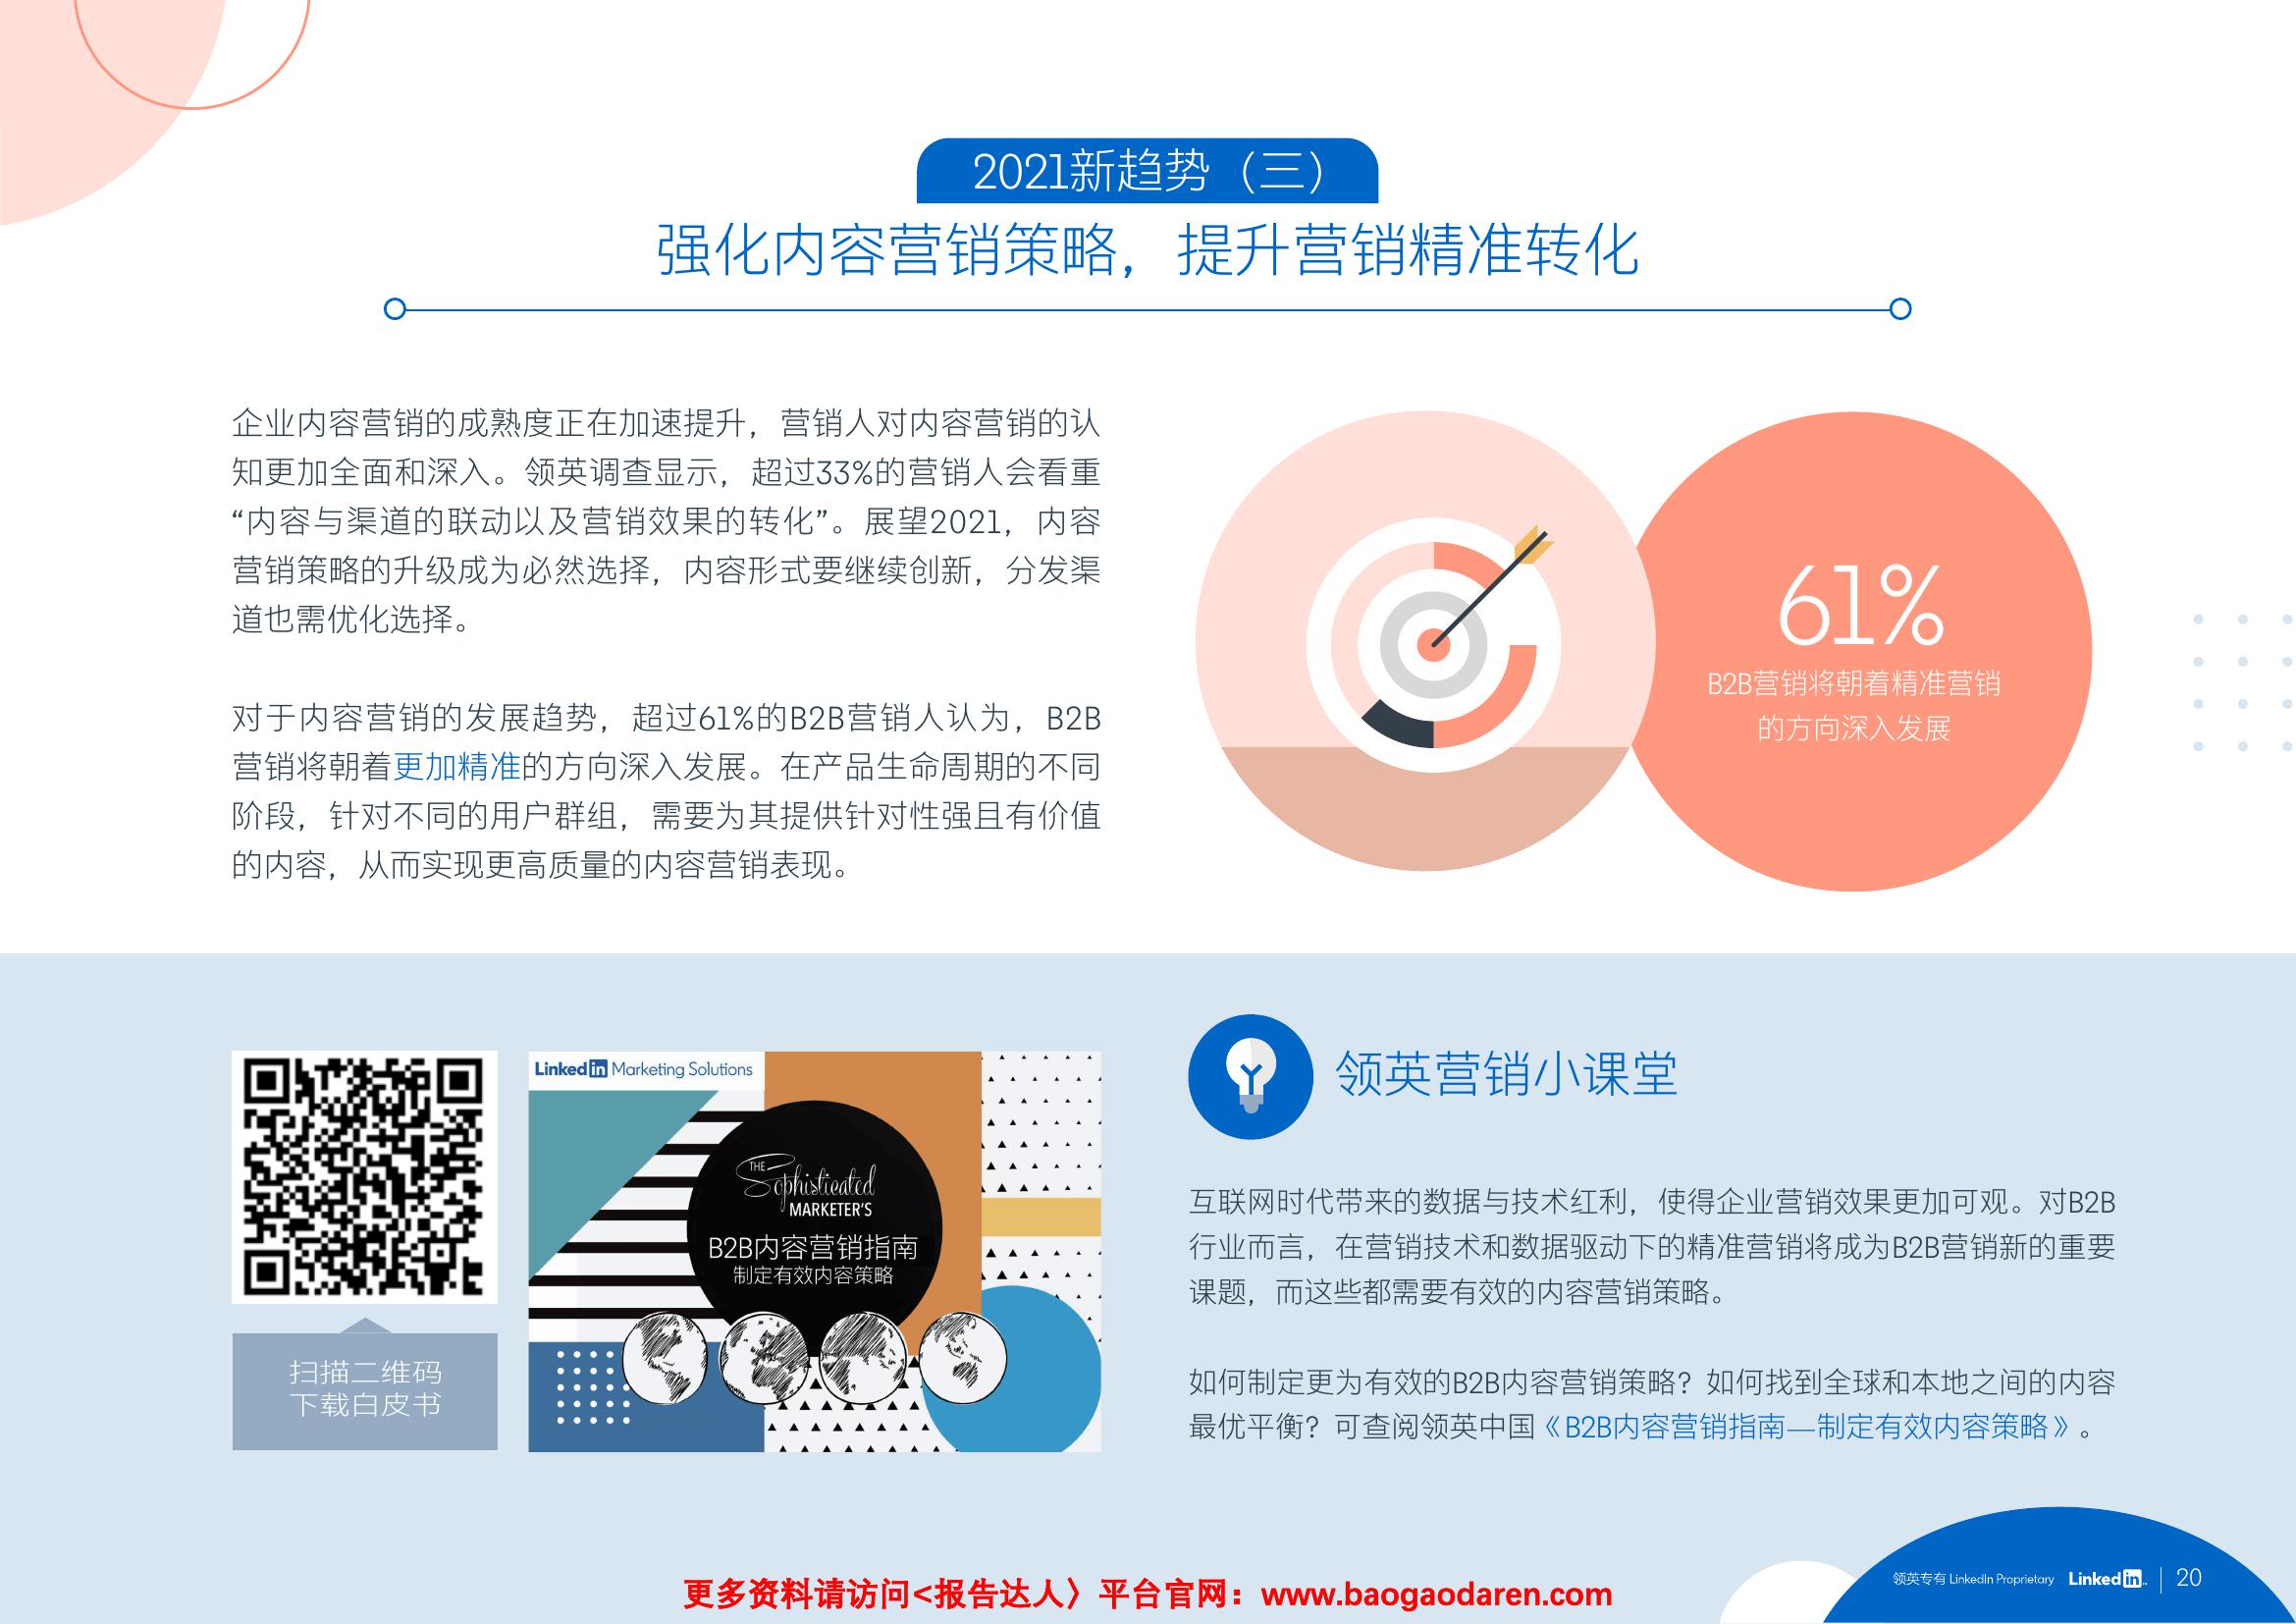 2021新趋势（三）
强化内容营销策略，提升营销精准转化
企业内容营销的成熟度正在加速提升，营销人对内容营销的认
知更加全面和深入。领英调查显示，超过33%的营销人会看重
“内容与渠道的联动以及营销效果的转化”。展望2021，内容
营销策略的升级成为必然选择，内容形式要继续创新，分发渠
道也需优化选择。
对于内容营销的发展趋势，超过61%的B2B营销人认为，B2B
营销将朝着更加精准的方向深入发展。在产品生命周期的不同
阶段，针对不同的用户群组，需要为其提供针对性强且有价值
的内容，从而实现更高质量的内容营销表现。
61%
B2B营销将朝着精准营销
的方向深入发展
扫描二维码
下载白皮书
Linked in Marketing Solutions
THE
Sophisticated
MARKETER'S
B2B内容营销指南
制定有效内容策略
领英营销小课堂
互联网时代带来的数据与技术红利，使得企业营销效果更加可观。对B2B
行业而言，在营销技术和数据驱动下的精准营销将成为B2B营销新的重要
课题，而这些都需要有效的内容营销策略。
如何制定更为有效的B2B内容营销策略？如何找到全球和本地之间的内容
最优平衡？可查阅领英中国《B2B内容营销指南—制定有效内容策略》。
领英专有 LinkedIn Proprietary Linked in 20
更多资料请访问<报告达人〉平台官网：www.baogaodaren.com